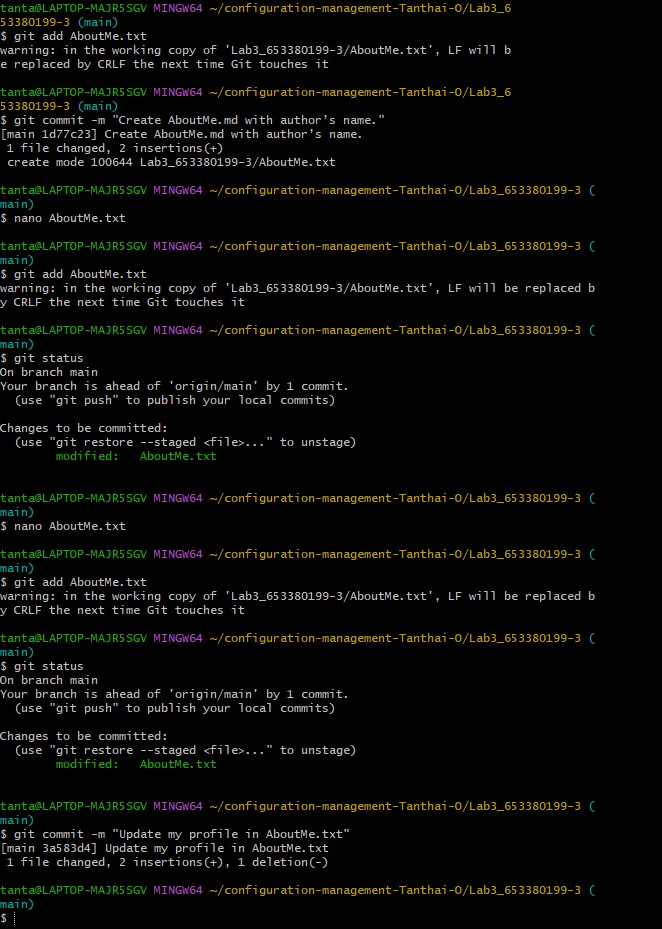 tanta@LAPTOP-MAJR5SGV MINGW64 ~/configuration-management-Tanthai-O/Lab3_6
53380199-3 (main)
$ git add AboutMe.txt
warning: in the working copy of 'Lab3_653380199-3/AboutMe.txt', LF will b
e replaced by CRLF the next time Git touches it
tanta@LAPTOP-MAJR5SGV MINGW64 ~/configuration-management-Tanthai-O/Lab3_6
53380199-3 (main)
$ git commit -m "Create AboutMe.md with author's name."
[main 1d77c23] Create AboutMe.md with author's name.
1 file changed, 2 insertions(+)
create mode 100644 Lab3_653380199-3/AboutMe.txt
tanta@LAPTOP-MAJR5SGV MINGW64 ~/configuration-management-Tanthai-O/Lab3_653380199-3 (
main)
$ nano AboutMe.txt
tanta@LAPTOP-MAJR5SGV MINGW64 ~/configuration-management-Tanthai-O/Lab3_653380199-3 (
main)
$ git add AboutMe.txt
warning: in the working copy of 'Lab3_653380199-3/AboutMe.txt', LF will be replaced b
y CRLF the next time Git touches it
tanta@LAPTOP-MAJR5SGV MINGW64 ~/configuration-management-Tanthai-O/Lab3_653380199-3 (
main)
$ git status
On branch main
Your branch is ahead of 'origin/main' by 1 commit.
(use "git push" to publish your local commits)
Changes to be committed:
(use "git restore --staged <file>..." to unstage)
modified:   AboutMe.txt
tanta@LAPTOP-MAJR5SGV MINGW64 ~/configuration-management-Tanthai-O/Lab3_653380199-3 (
main)
$ nano AboutMe.txt
tanta@LAPTOP-MAJR5SGV MINGW64 ~/configuration-management-Tanthai-O/Lab3_653380199-3 (
main)
$ git add AboutMe.txt
warning: in the working copy of 'Lab3_653380199-3/AboutMe.txt', LF will be replaced b
y CRLF the next time Git touches it
tanta@LAPTOP-MAJR5SGV MINGW64 ~/configuration-management-Tanthai-O/Lab3_653380199-3 (
main)
$ git status
On branch main
Your branch is ahead of 'origin/main' by 1 commit.
(use "git push" to publish your local commits)
Changes to be committed:
(use "git restore --staged <file>..." to unstage)
modified:   AboutMe.txt
tanta@LAPTOP-MAJR5SGV MINGW64 ~/configuration-management-Tanthai-O/Lab3_653380199-3 (
main)
$ git commit -m "Update my profile in AboutMe.txt"
[main 3a583d4] Update my profile in AboutMe.txt
1 file changed, 2 insertions(+), 1 deletion(-)
tanta@LAPTOP-MAJR5SGV MINGW64 ~/configuration-management-Tanthai-O/Lab3_653380199-3 (
main)
$